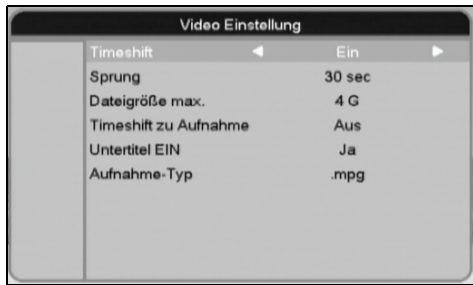 Video Einstellung
Timeshift Ein
Sprung 30 sec
Dateigröße max. 4 G
Timeshift zu Aufnahme Aus
Untertitel EIN Ja
Aufnahme-Typ .mpg